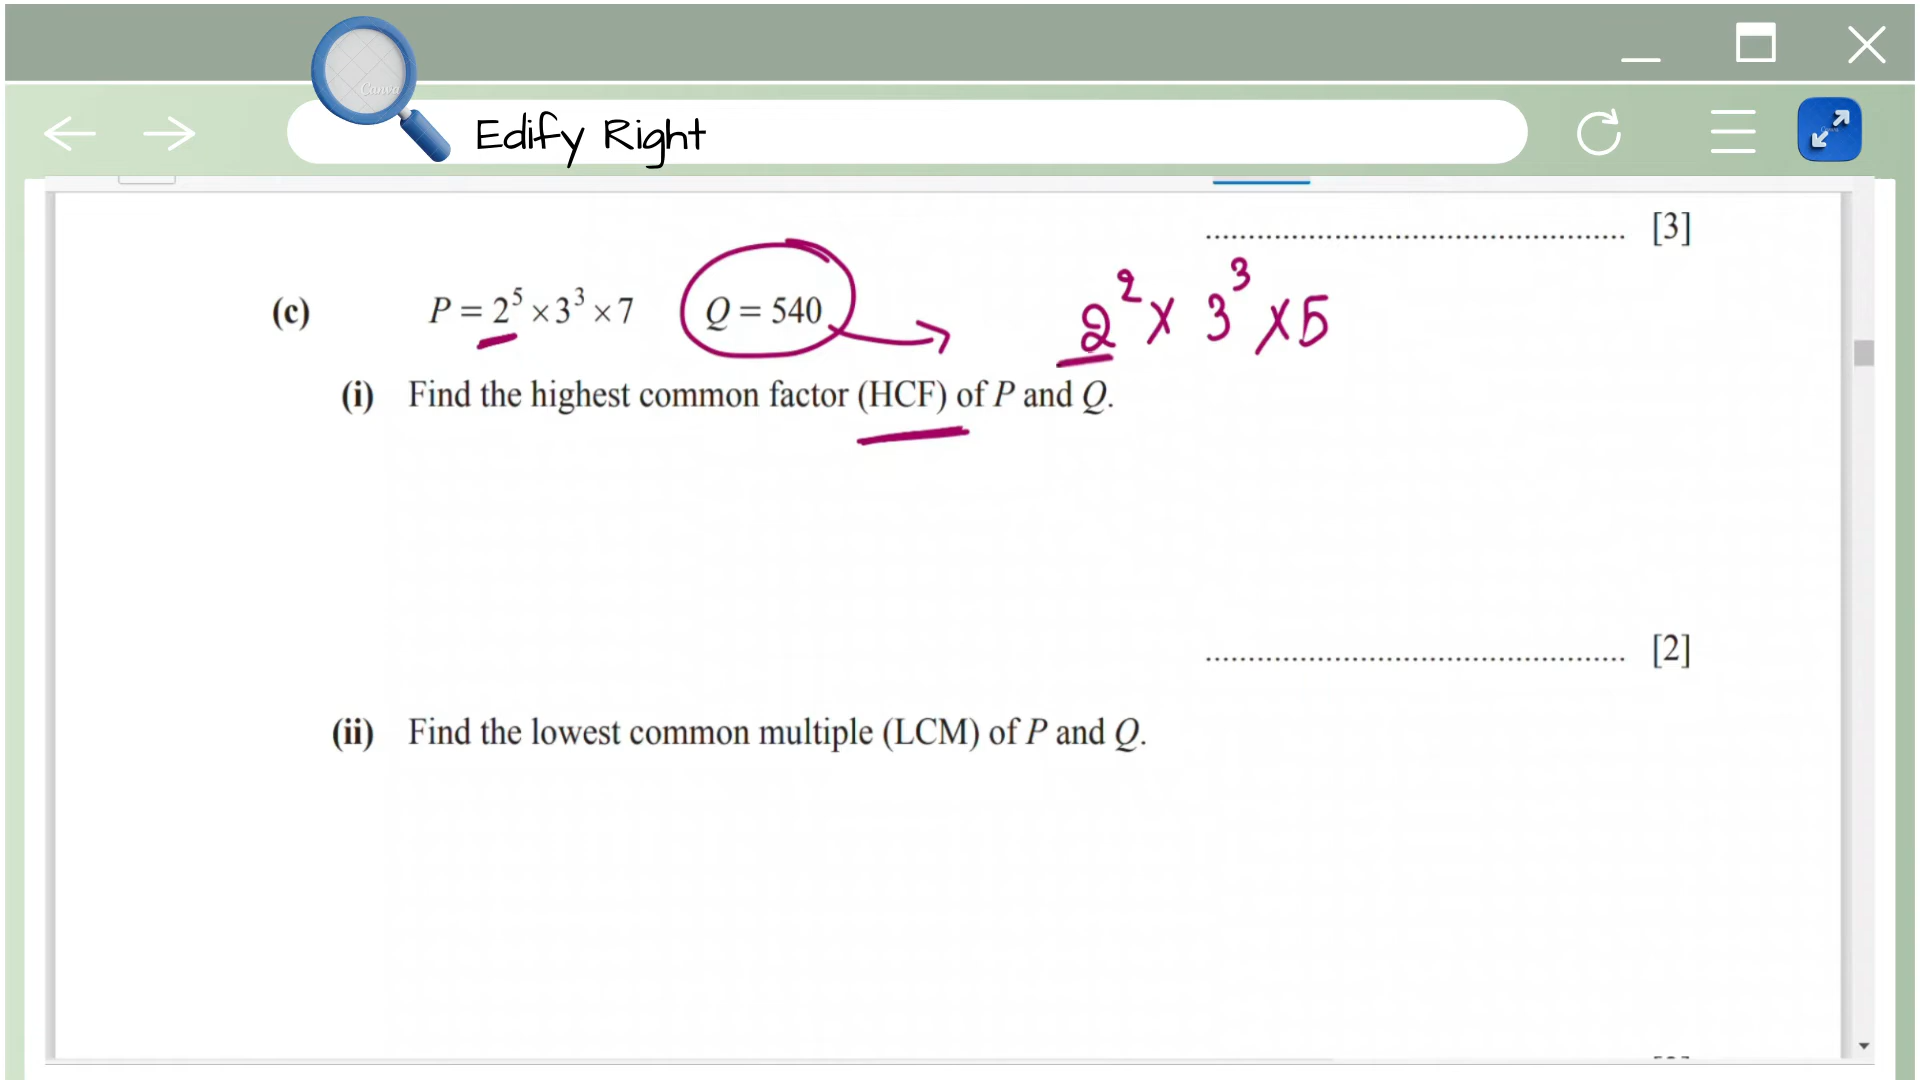 Canva
Edify Right
[3]
(c) P = 2⁵ × 3³ × 7 Q = 540 2² × 3³ × 5
(i) Find the highest common factor (HCF) of P and Q.
[2]
(ii) Find the lowest common multiple (LCM) of P and Q.